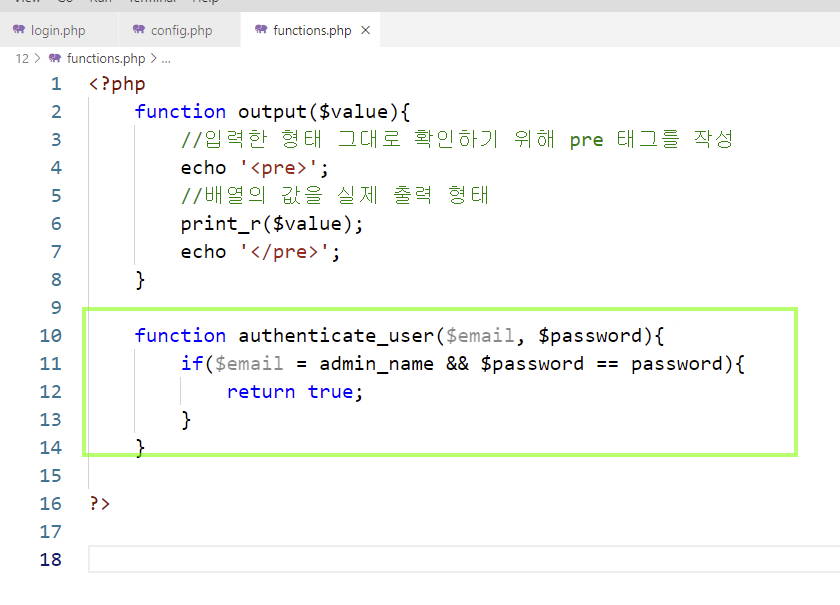 View Go Run Terminal Help
login.php config.php functions.php ×
12 > functions.php > ...
1 <?php
2 function output($value){
3 //입력한 형태 그대로 확인하기 위해 pre 태그를 작성
4 echo '<pre>';
5 //배열의 값을 실제 출력 형태
6 print_r($value);
7 echo '</pre>';
8 }
9
10 function authenticate_user($email, $password){
11 if($email = admin_name && $password == password){
12 return true;
13 }
14 }
15
16 ?>
17
18